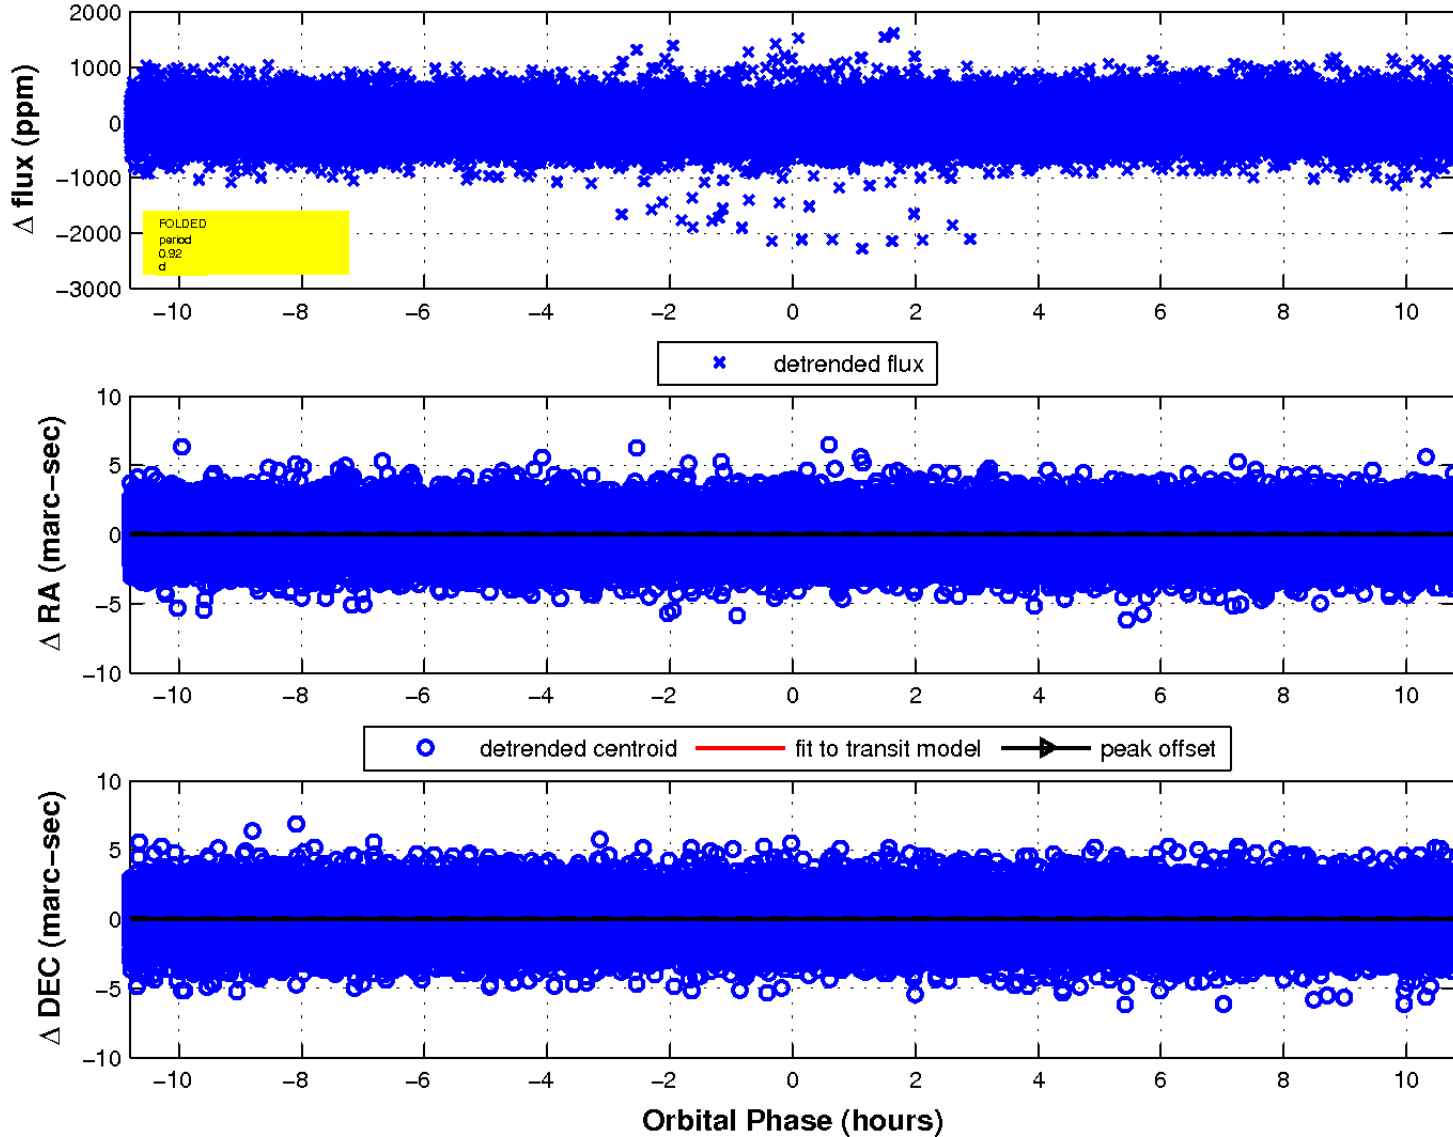 2000
1000
0
−1000
−2000
−3000
Δ flux (ppm)
FOLDED
period
0.92
d
−10 −8 −6 −4 −2 0 2 4 6 8 10
detrended flux
10
5
0
−5
−10
Δ RA (marc−sec)
−10 −8 −6 −4 −2 0 2 4 6 8 10
detrended centroid fit to transit model peak offset
10
5
0
−5
−10
Δ DEC (marc−sec)
−10 −8 −6 −4 −2 0 2 4 6 8 10
Orbital Phase (hours)